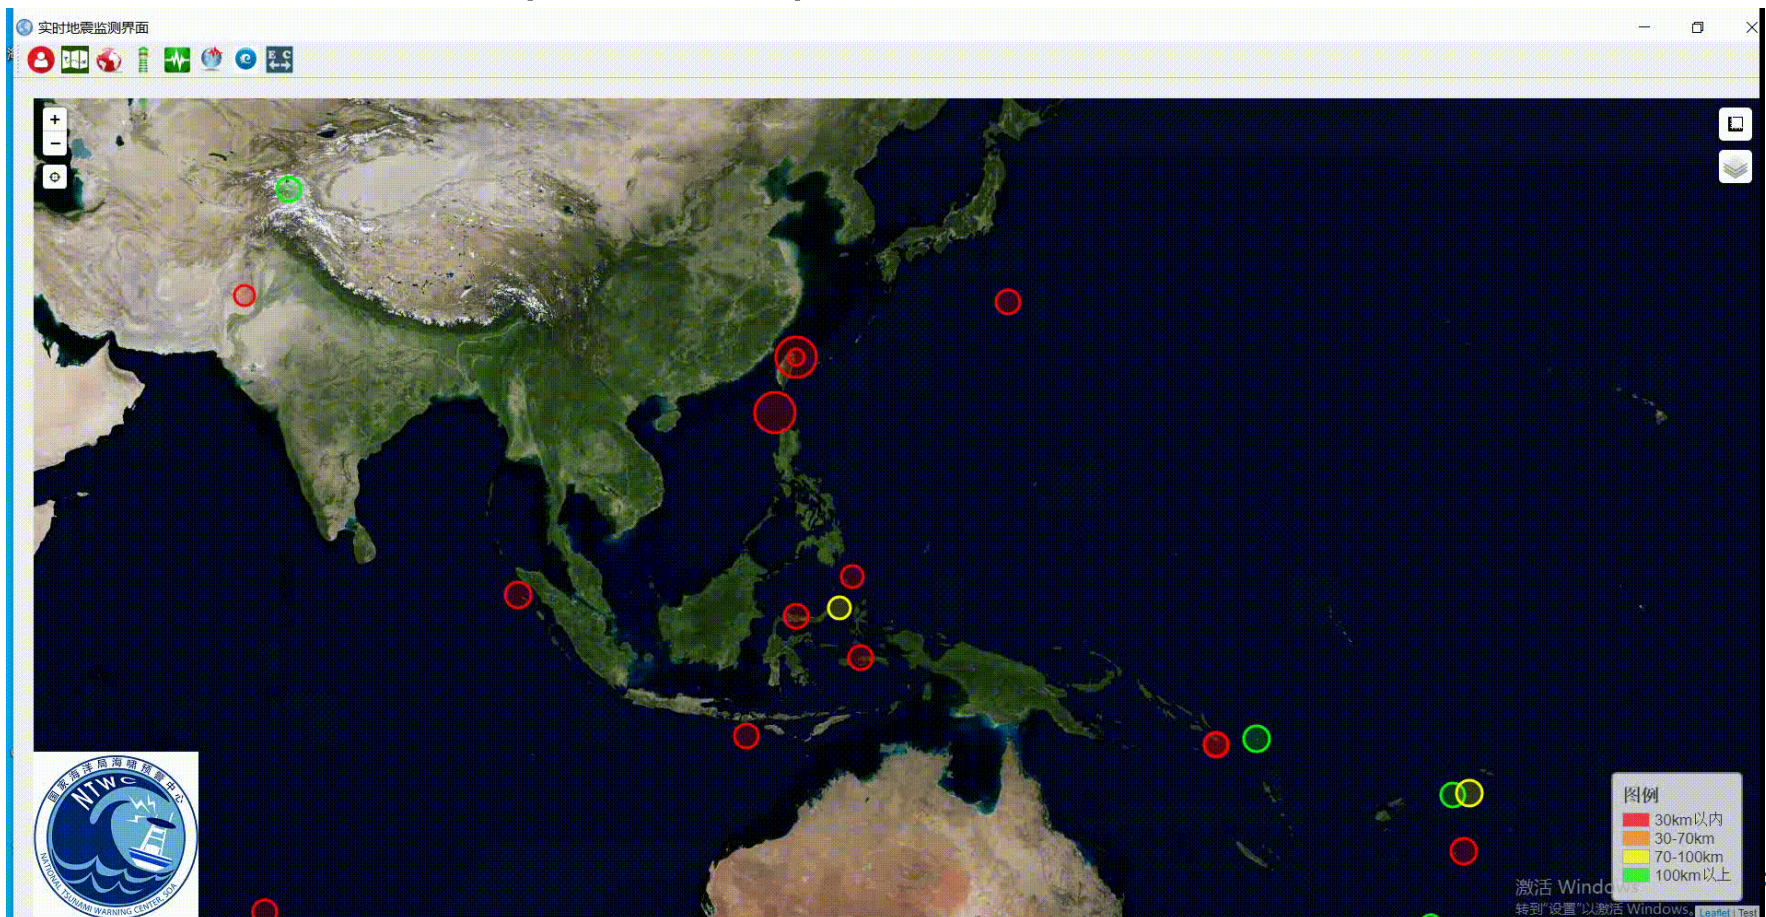 实时地震监测界面
E C
+
−
国家海洋局海啸预警中心
NTWC
NATIONAL TSUNAMI WARNING CENTER, SOA
图例
30km以内
30-70km
70-100km
100km以上
激活 Windows
转到"设置"以激活 Windows。
Leaflet | Test